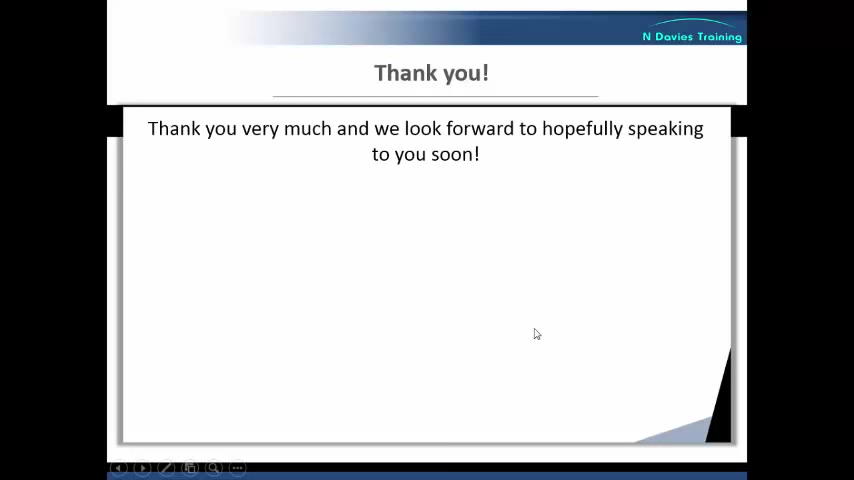 N Davies Training
Thank you!
Thank you very much and we look forward to hopefully speaking
to you soon!